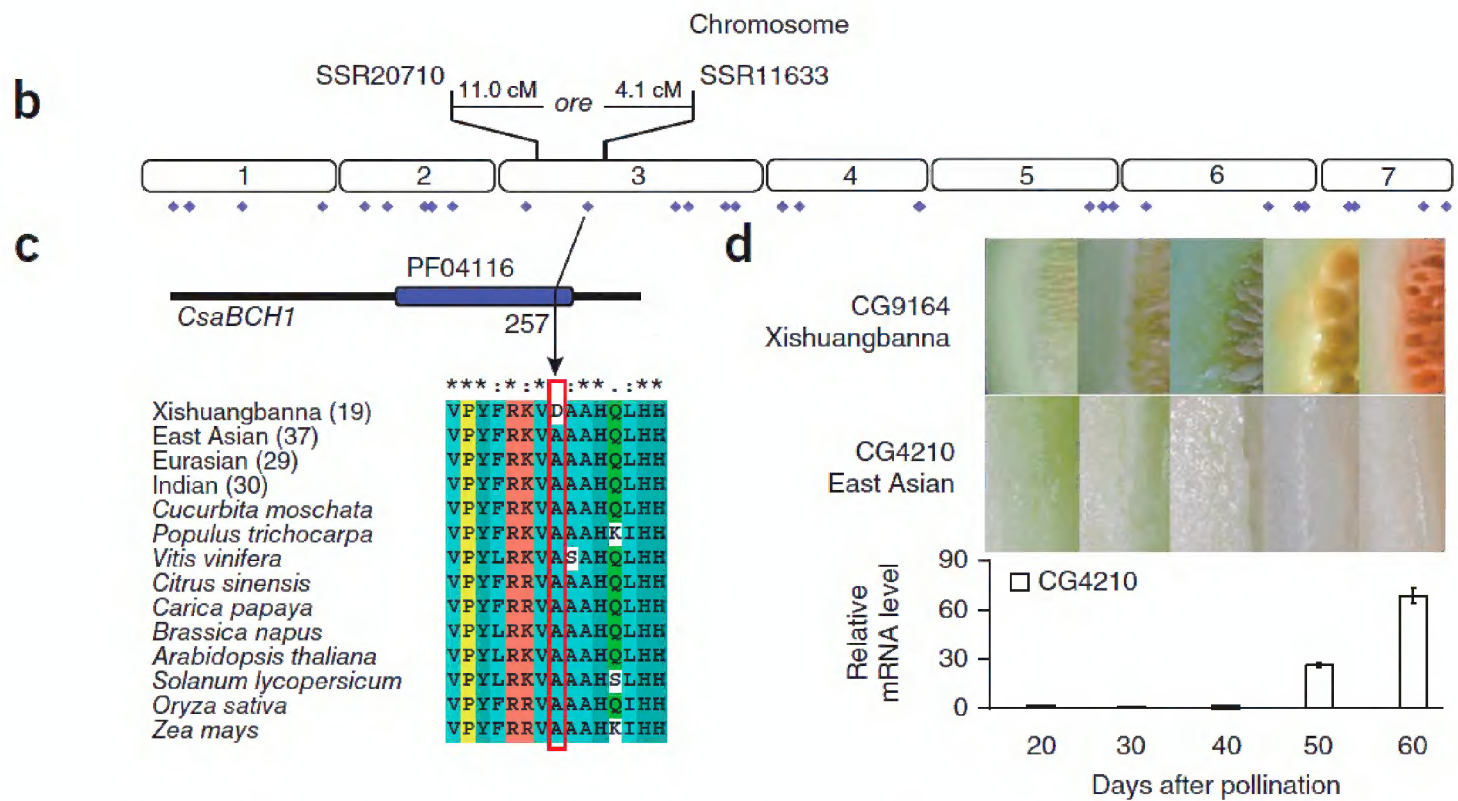 Chromosome
b
SSR20710
SSR11633
11.0 cM
ore
4.1 cM
1 2 3 4 5 6 7
c
PF04116
CsaBCH1
257
***:*:* :**.:**
Xishuangbanna (19) VPYFRKVDAAHQLHH
East Asian (37) VPYFRKVAAAHQLHH
Eurasian (29) VPYFRKVAAAHQLHH
Indian (30) VPYFRKVAAAHQLHH
Cucurbita moschata VPYFRKVAAAHQLHH
Populus trichocarpa VPYFRKVAAAHKIHH
Vitis vinifera VPYLRKVASAHQLHH
Citrus sinensis VPYFRRVAAAHQLHH
Carica papaya VPYFRRVAAAHQLHH
Brassica napus VPYLRKVAAAHQLHH
Arabidopsis thaliana VPYLRKVAAAHQLHH
Solanum lycopersicum VPYLRKVAAAHSLHH
Oryza sativa VPYFRRVAAAHQIHH
Zea mays VPYFRRVAAAHKIHH
d
CG9164
Xishuangbanna
CG4210
East Asian
90
60
30
0
Relative
mRNA level
CG4210
20 30 40 50 60
Days after pollination